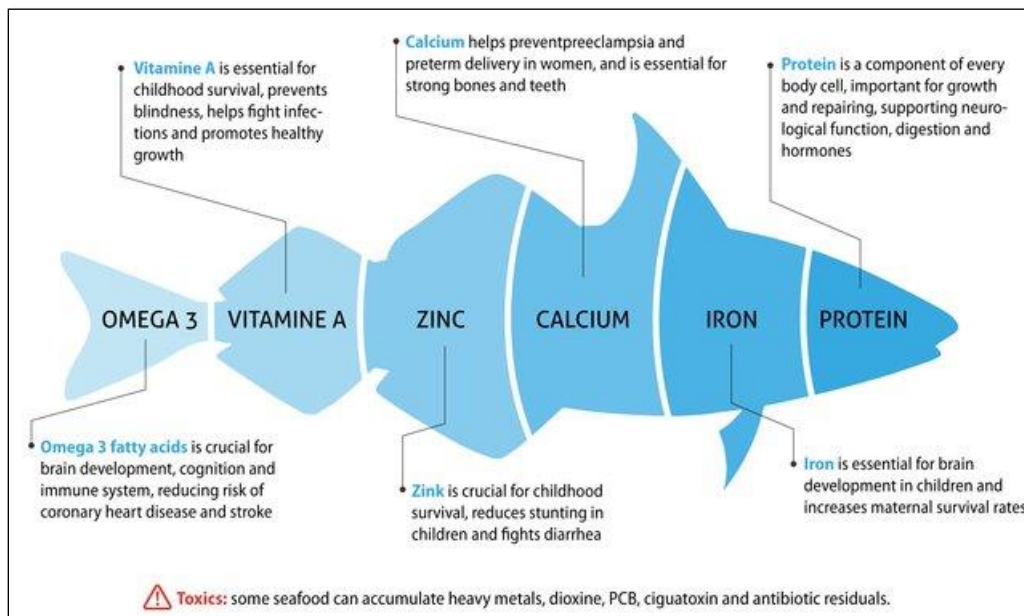 Vitamine A is essential for
childhood survival, prevents
blindness, helps fight infec-
tions and promotes healthy
growth
Calcium helps preventpreeclampsia and
preterm delivery in women, and is essential for
strong bones and teeth
Protein is a component of every
body cell, important for growth
and repairing, supporting neuro-
logical function, digestion and
hormones
OMEGA 3
VITAMINE A
ZINC
CALCIUM
IRON
PROTEIN
Omega 3 fatty acids is crucial for
brain development, cognition and
immune system, reducing risk of
coronary heart disease and stroke
Zink is crucial for childhood
survival, reduces stunting in
children and fights diarrhea
Iron is essential for brain
development in children and
increases maternal survival rates
Toxics: some seafood can accumulate heavy metals, dioxine, PCB, ciguatoxin and antibiotic residuals.